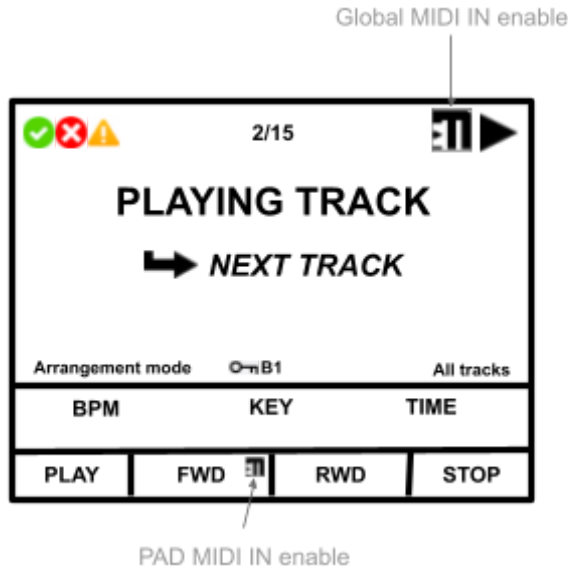 Global MIDI IN enable
2/15
PLAYING TRACK
NEXT TRACK
Arrangement mode B1 All tracks
BPM KEY TIME
PLAY FWD RWD STOP
PAD MIDI IN enable